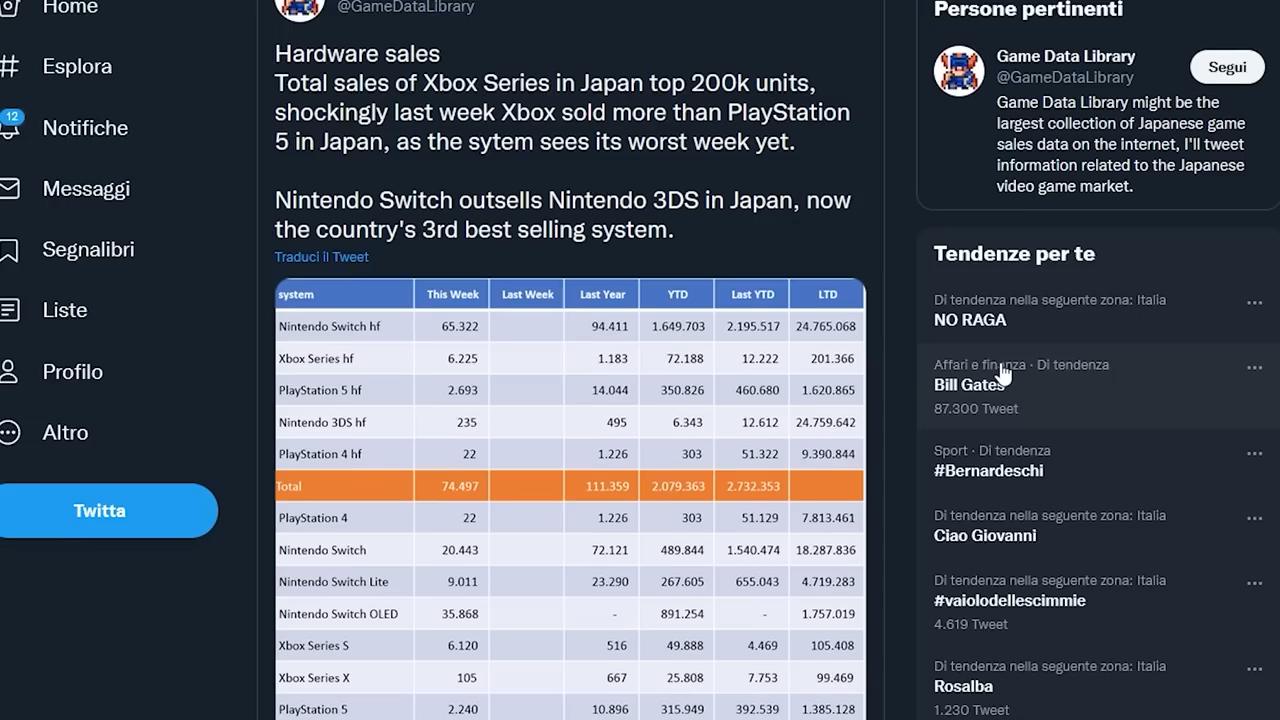 Home
Esplora
12
Notifiche
Messaggi
Segnalibri
Liste
Profilo
Altro
Twitta
@GameDataLibrary
Hardware sales
Total sales of Xbox Series in Japan top 200k units,
shockingly last week Xbox sold more than PlayStation
5 in Japan, as the sytem sees its worst week yet.
Nintendo Switch outsells Nintendo 3DS in Japan, now
the country's 3rd best selling system.
Traduci il Tweet
system This Week Last Week Last Year YTD Last YTD LTD
Nintendo Switch hf 65.322 94.411 1.649.703 2.195.517 24.765.068
Xbox Series hf 6.225 1.183 72.188 12.222 201.366
PlayStation 5 hf 2.693 14.044 350.826 460.680 1.620.865
Nintendo 3DS hf 235 495 6.343 12.612 24.759.642
PlayStation 4 hf 22 1.226 303 51.322 9.390.844
Total 74.497 111.359 2.079.363 2.732.353
PlayStation 4 22 1.226 303 51.129 7.813.461
Nintendo Switch 20.443 72.121 489.844 1.540.474 18.287.836
Nintendo Switch Lite 9.011 23.290 267.605 655.043 4.719.283
Nintendo Switch OLED 35.868 - 891.254 - 1.757.019
Xbox Series S 6.120 516 49.888 4.469 105.408
Xbox Series X 105 667 25.808 7.753 99.469
PlayStation 5 2.240 10.896 315.949 392.539 1.385.128
Persone pertinenti
Game Data Library
@GameDataLibrary
Segui
Game Data Library might be the
largest collection of Japanese game
sales data on the internet, I'll tweet
information related to the Japanese
video game market.
Tendenze per te
Di tendenza nella seguente zona: Italia
NO RAGA
Affari e finanza · Di tendenza
Bill Gates
87.300 Tweet
Sport · Di tendenza
#Bernardeschi
Di tendenza nella seguente zona: Italia
Ciao Giovanni
Di tendenza nella seguente zona: Italia
#vaiolodellescimmie
4.619 Tweet
Di tendenza nella seguente zona: Italia
Rosalba
1.230 Tweet